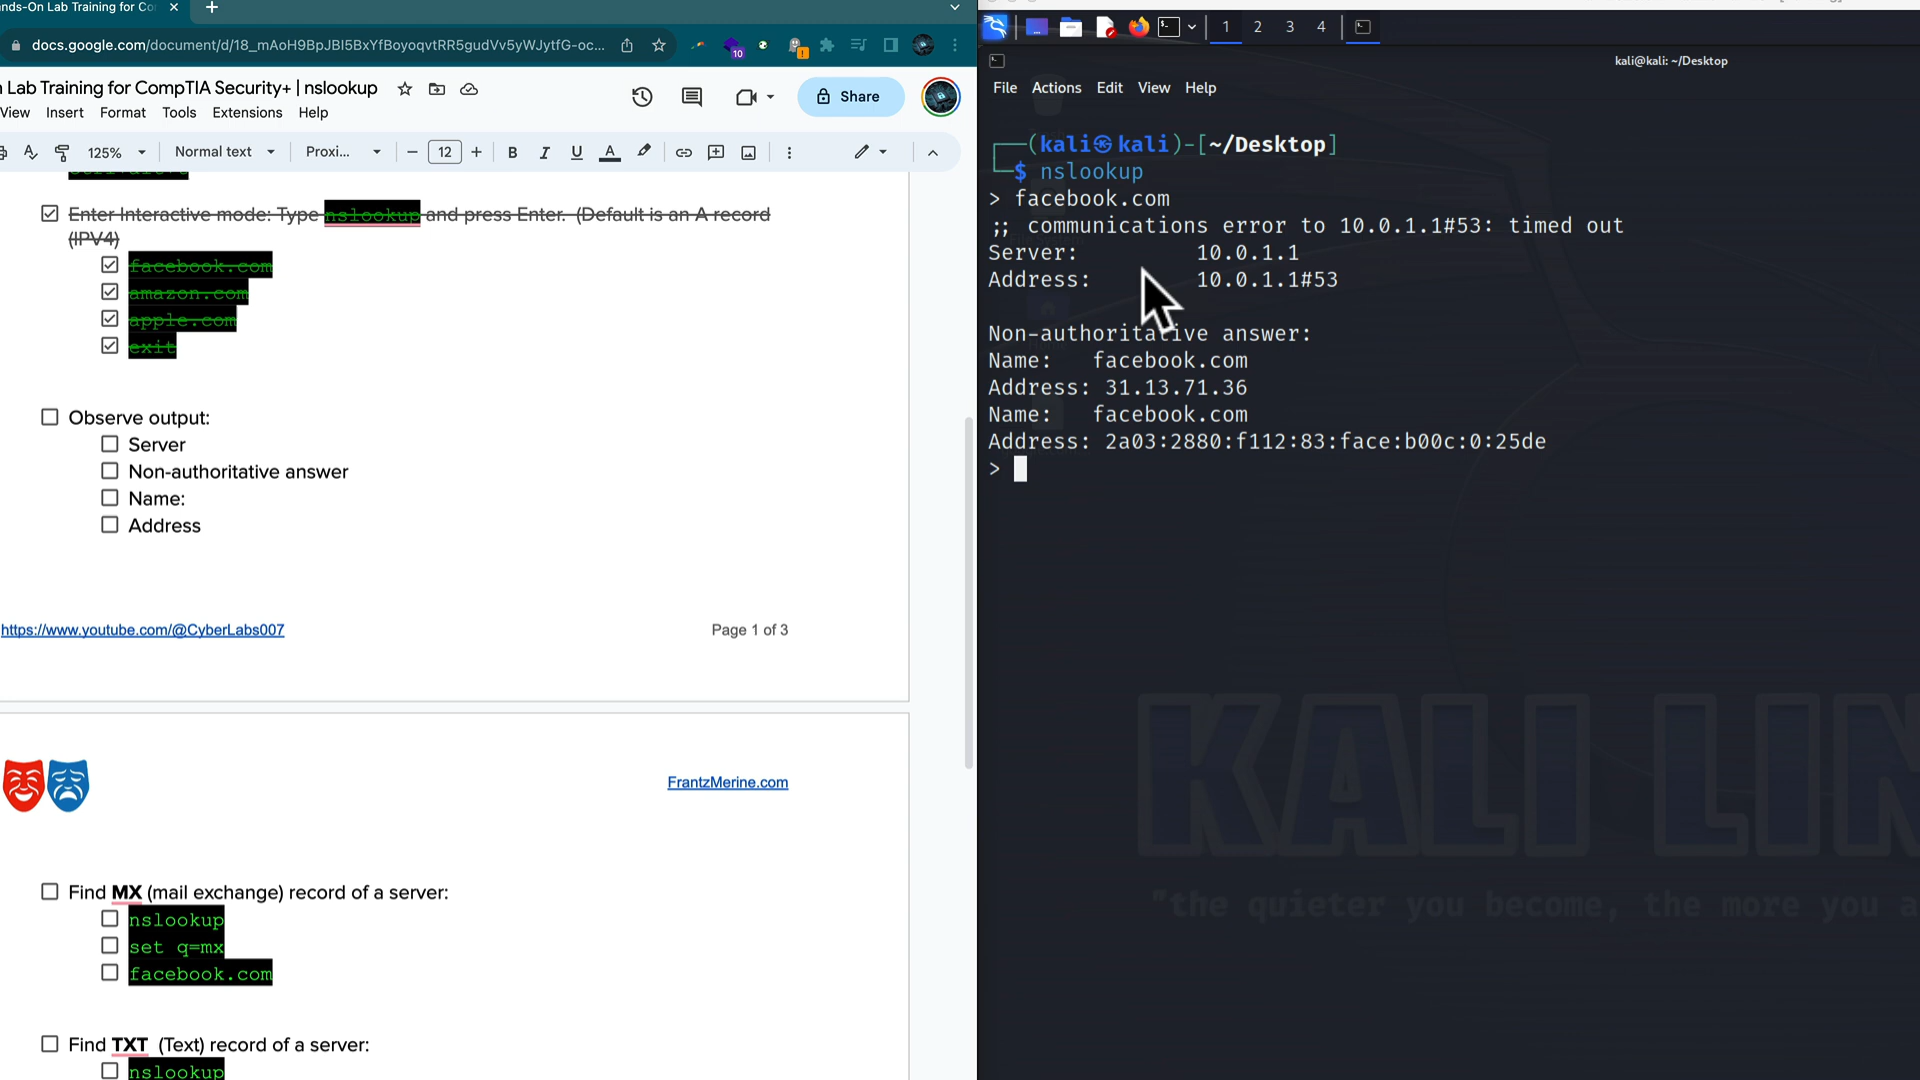 nds-On Lab Training for Co
docs.google.com/document/d/18_mAoH9BpJBI5BxYfBoyoqvtRR5gudVv5yWJytfG-oc...
10
Lab Training for CompTIA Security+ | nslookup
Share
View Insert Format Tools Extensions Help
125% Normal text Proxi... 12 B I U A
Enter Interactive mode: Type nslookup and press Enter. (Default is an A record
(IPV4)
facebook.com
amazon.com
apple.com
exit
Observe output:
Server
Non-authoritative answer
Name:
Address
https://www.youtube.com/@CyberLabs007
Page 1 of 3
FrantzMerine.com
Find MX (mail exchange) record of a server:
nslookup
set q=mx
facebook.com
Find TXT (Text) record of a server:
nslookup
1 2 3 4
kali@kali: ~/Desktop
File Actions Edit View Help
(kali㉿kali)-[~/Desktop]
$ nslookup
> facebook.com
;; communications error to 10.0.1.1#53: timed out
Server: 10.0.1.1
Address: 10.0.1.1#53
Non-authoritative answer:
Name: facebook.com
Address: 31.13.71.36
Name: facebook.com
Address: 2a03:2880:f112:83:face:b00c:0:25de
>
KALI LIN
"the quieter you become, the more you a